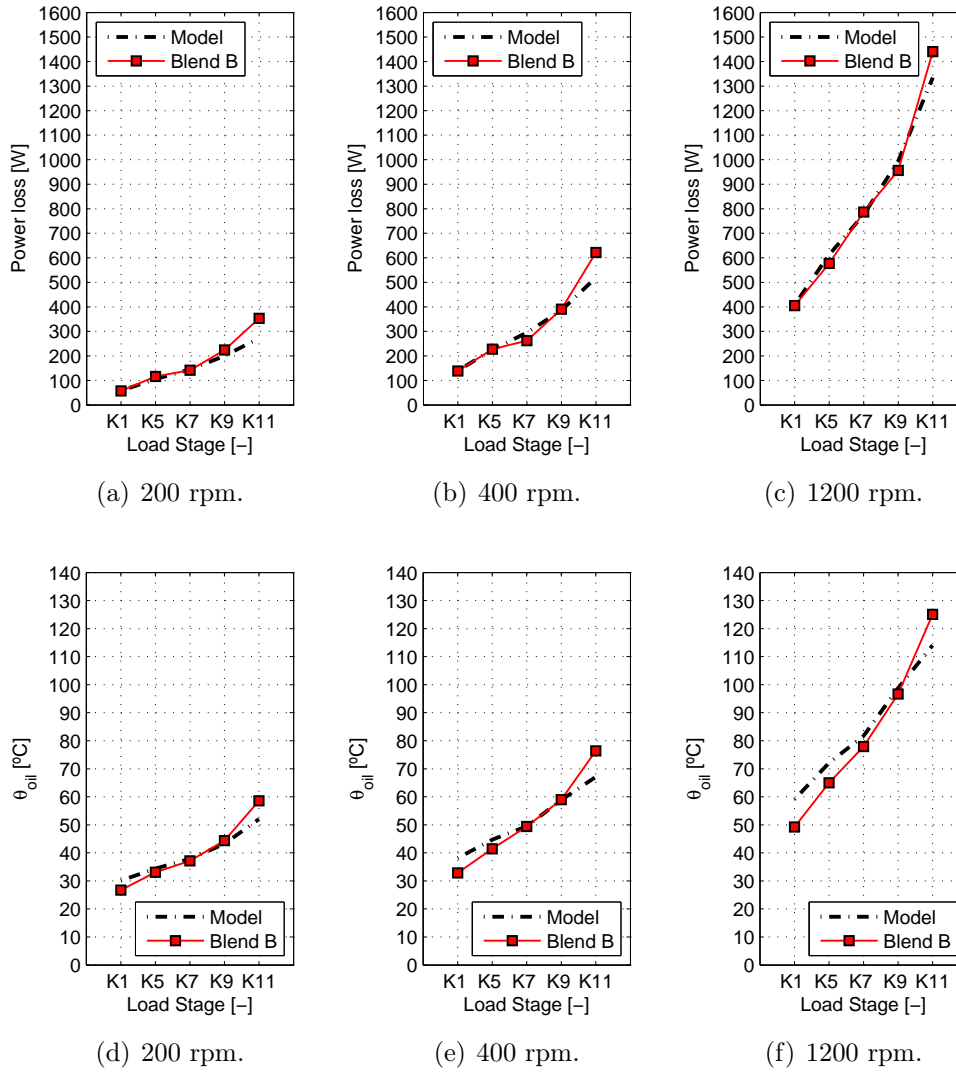 1600
1500
1400
1300
1200
1100
1000
900
800
700
600
500
400
300
200
100
0
Power loss [W]
Model
Blend B
K1 K5 K7 K9 K11
Load Stage [−]
(a) 200 rpm.
1600
1500
1400
1300
1200
1100
1000
900
800
700
600
500
400
300
200
100
0
Power loss [W]
Model
Blend B
K1 K5 K7 K9 K11
Load Stage [−]
(b) 400 rpm.
1600
1500
1400
1300
1200
1100
1000
900
800
700
600
500
400
300
200
100
0
Power loss [W]
Model
Blend B
K1 K5 K7 K9 K11
Load Stage [−]
(c) 1200 rpm.
140
130
120
110
100
90
80
70
60
50
40
30
20
10
0
θoil [ºC]
Model
Blend B
K1 K5 K7 K9 K11
Load Stage [−]
(d) 200 rpm.
140
130
120
110
100
90
80
70
60
50
40
30
20
10
0
θoil [ºC]
Model
Blend B
K1 K5 K7 K9 K11
Load Stage [−]
(e) 400 rpm.
140
130
120
110
100
90
80
70
60
50
40
30
20
10
0
θoil [ºC]
Model
Blend B
K1 K5 K7 K9 K11
Load Stage [−]
(f) 1200 rpm.